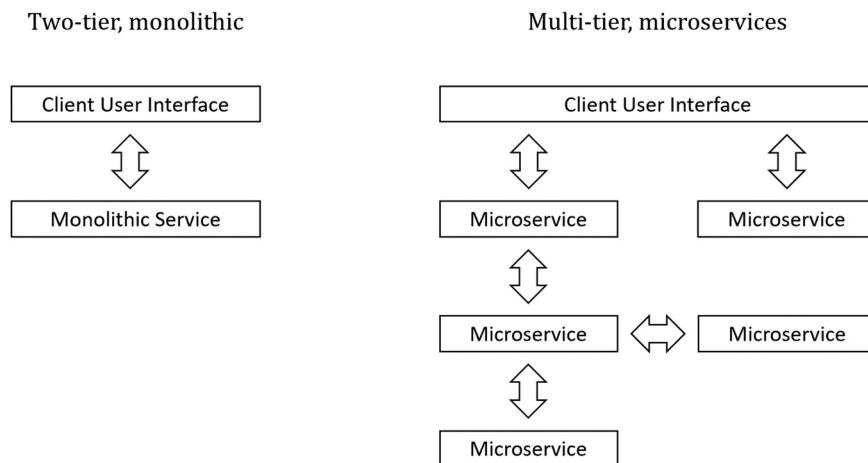 Two-tier, monolithic
Multi-tier, microservices
Client User Interface
Client User Interface
Monolithic Service
Microservice
Microservice
Microservice
Microservice
Microservice